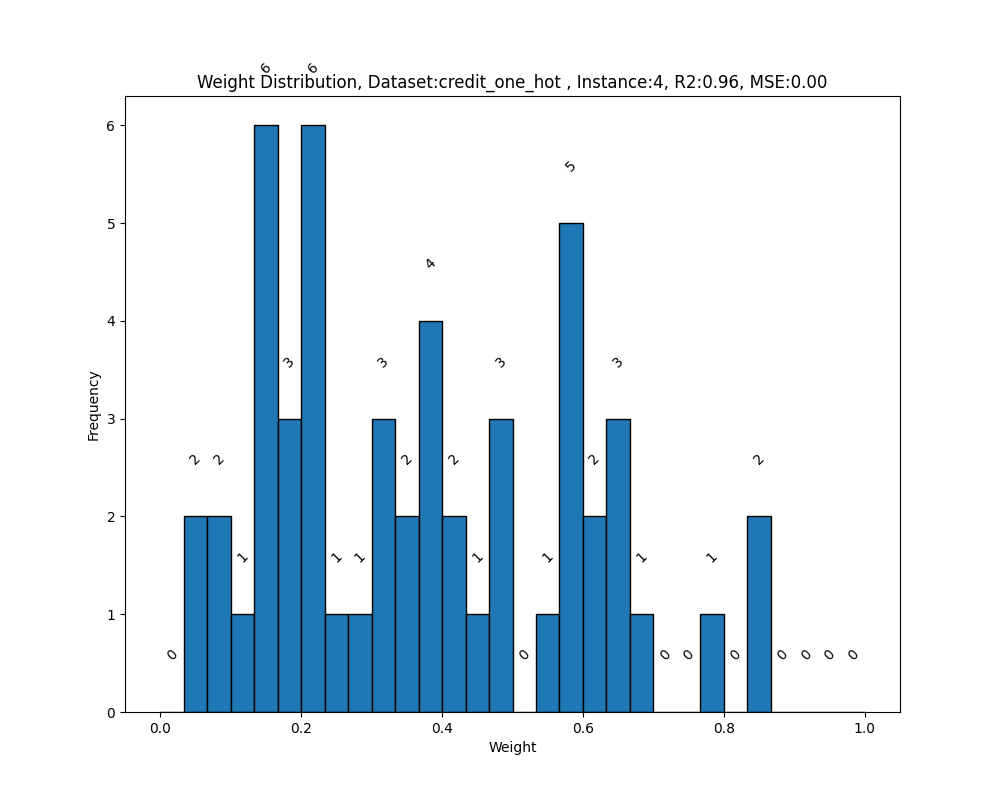 6 6
Weight Distribution, Dataset:credit_one_hot , Instance:4, R2:0.96, MSE:0.00
6
5
4
3
2
1
0
Frequency
0 2 2 1 6 3 6 1 1 3 2 4 2 1 3 0 1 5 2 3 1 0 0 1 0 2 0 0 0 0
0.0 0.2 0.4 0.6 0.8 1.0
Weight